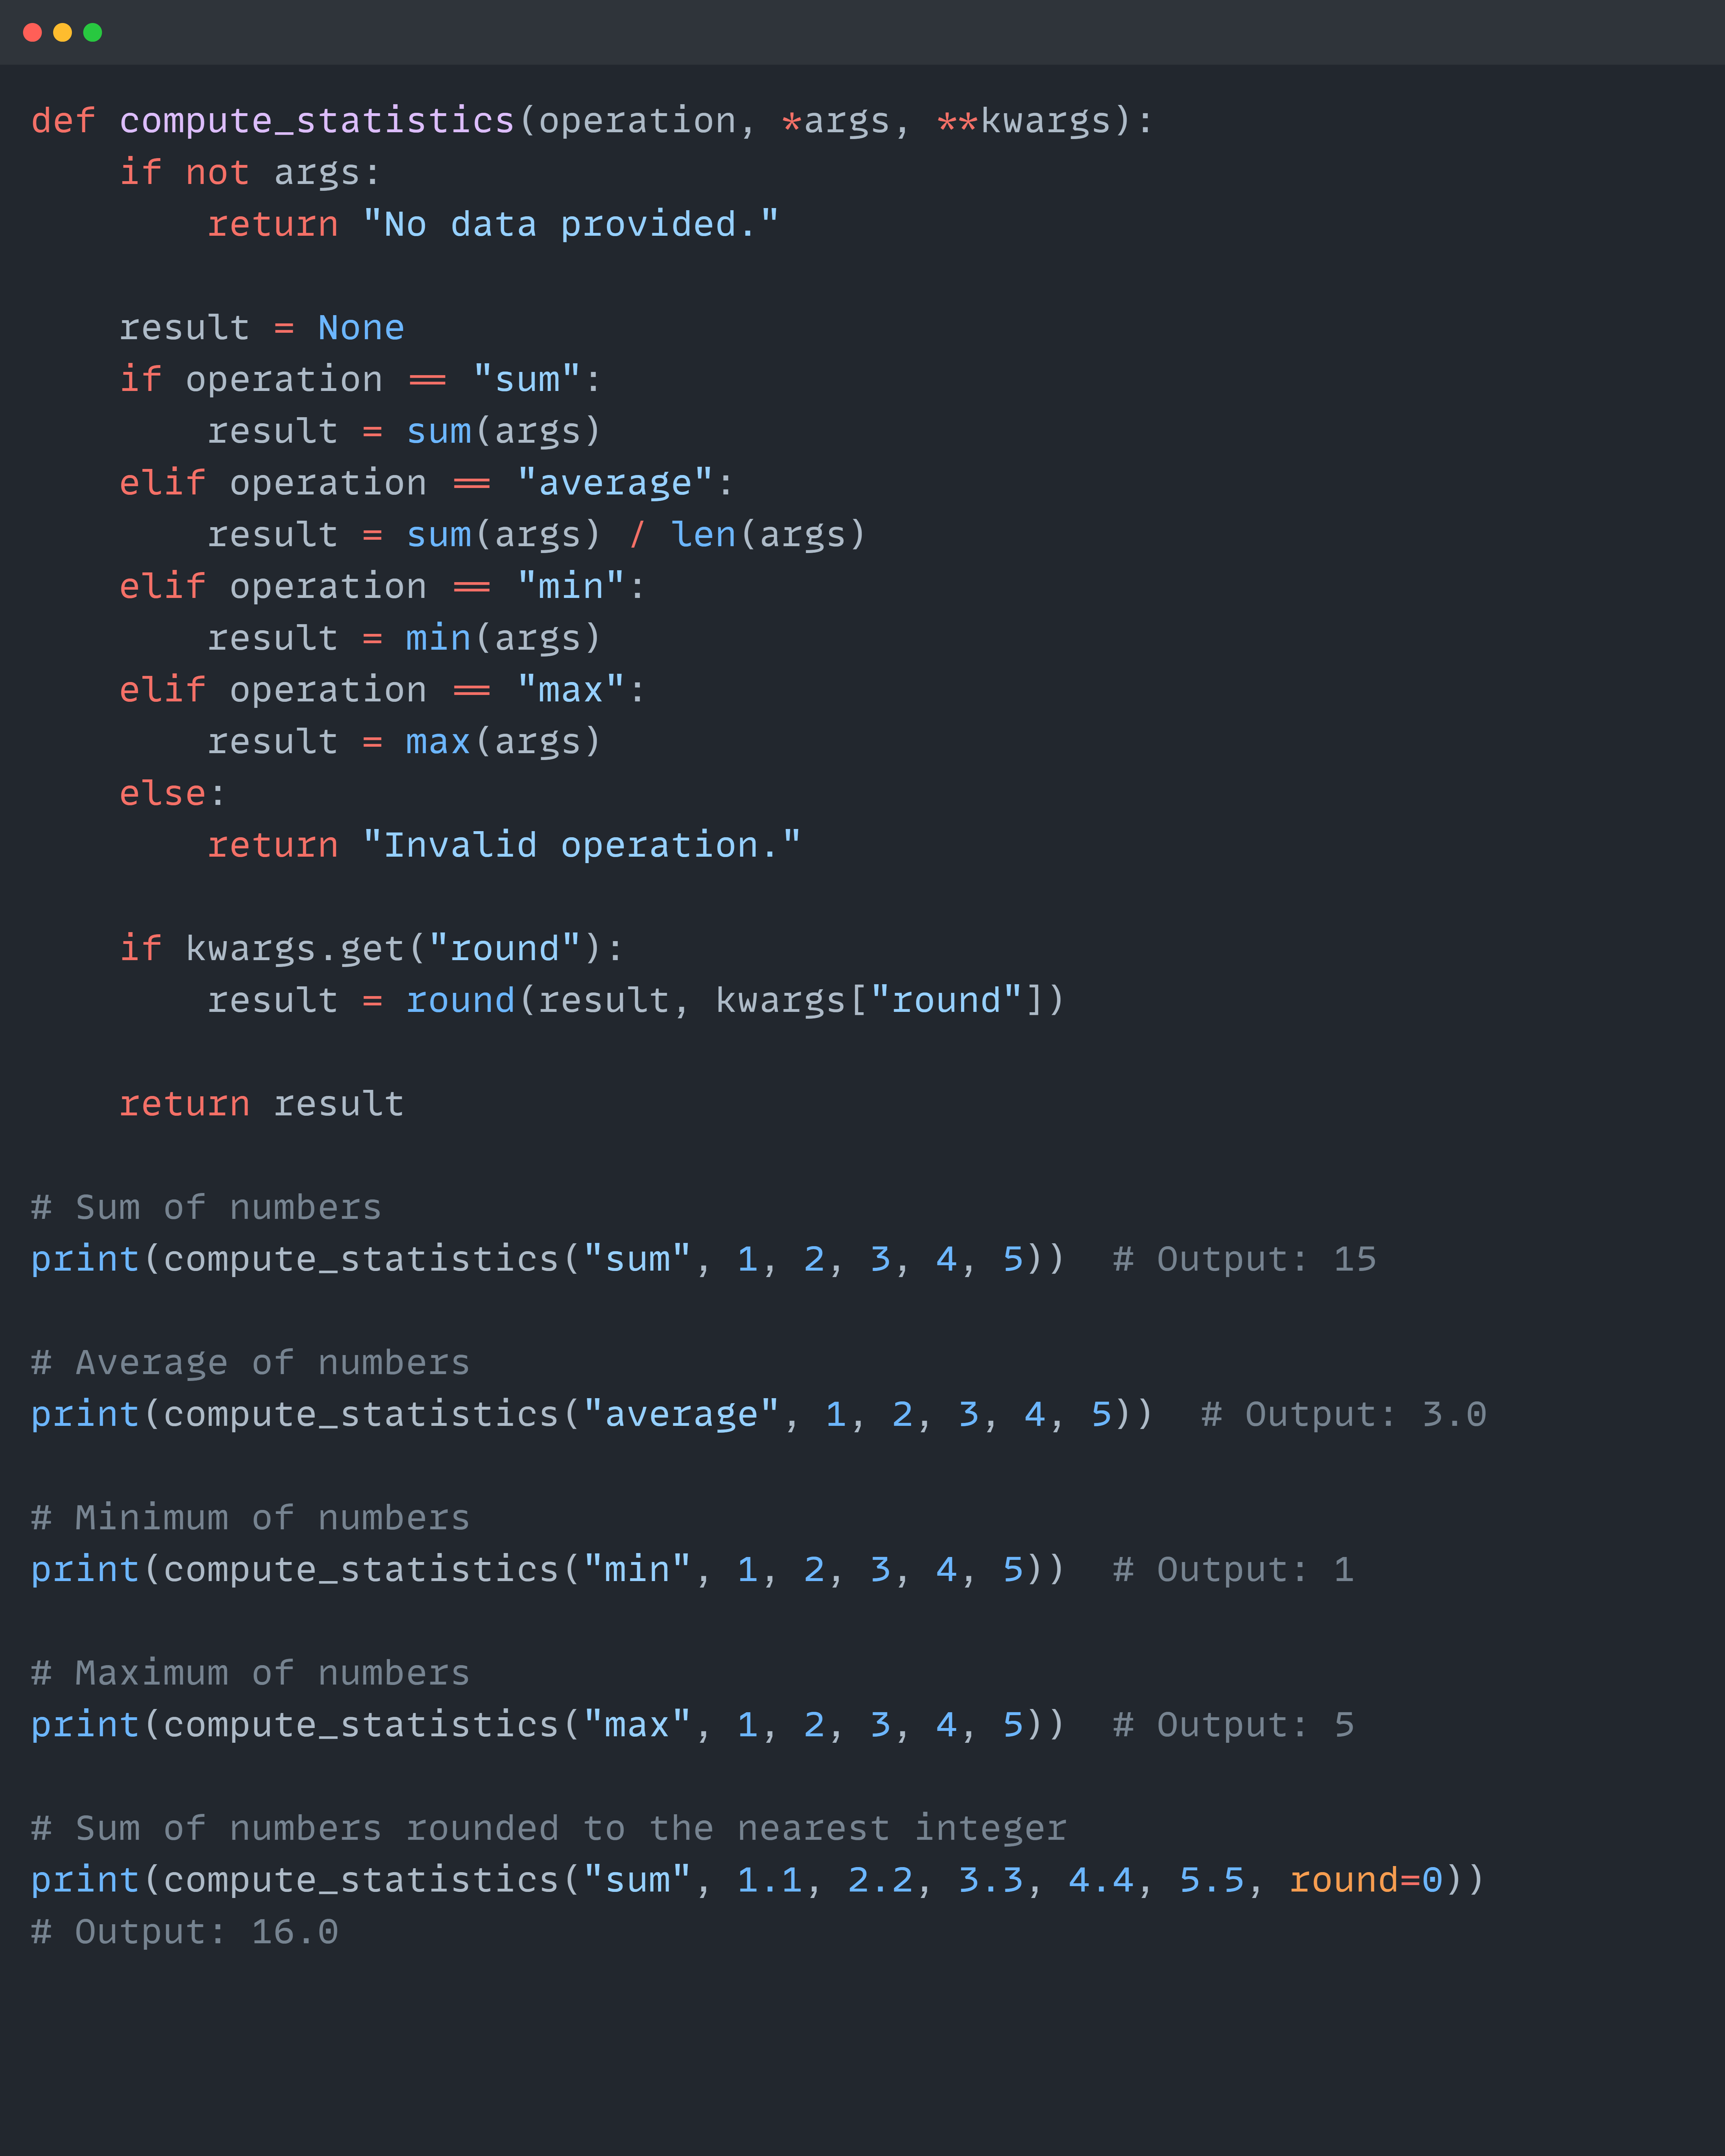 def compute_statistics(operation, *args, **kwargs):
    if not args:
        return "No data provided."

    result = None
    if operation == "sum":
        result = sum(args)
    elif operation == "average":
        result = sum(args) / len(args)
    elif operation == "min":
        result = min(args)
    elif operation == "max":
        result = max(args)
    else:
        return "Invalid operation."

    if kwargs.get("round"):
        result = round(result, kwargs["round"])

    return result

# Sum of numbers
print(compute_statistics("sum", 1, 2, 3, 4, 5))  # Output: 15

# Average of numbers
print(compute_statistics("average", 1, 2, 3, 4, 5))  # Output: 3.0

# Minimum of numbers
print(compute_statistics("min", 1, 2, 3, 4, 5))  # Output: 1

# Maximum of numbers
print(compute_statistics("max", 1, 2, 3, 4, 5))  # Output: 5

# Sum of numbers rounded to the nearest integer
print(compute_statistics("sum", 1.1, 2.2, 3.3, 4.4, 5.5, round=0))
# Output: 16.0